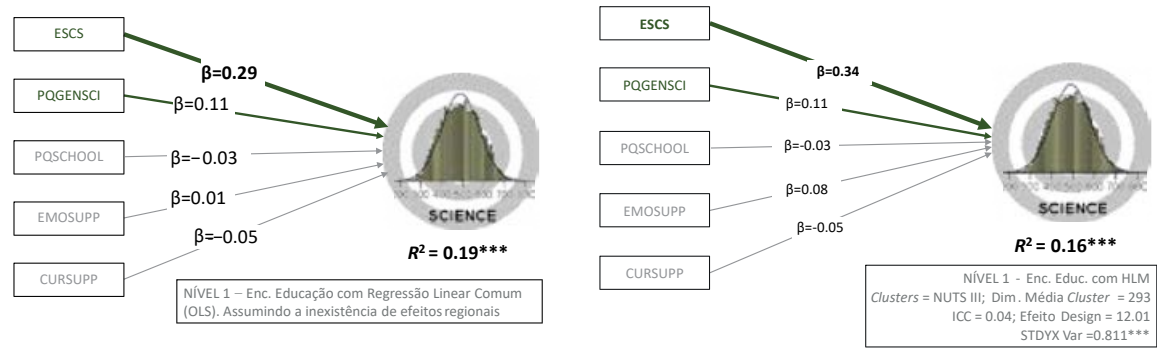 ESCS
PQGENSCI
PQSCHOOL
EMOSUPP
CURSUPP
β=0.29
β=0.11
β=−0.03
β=0.01
β=−0.05
SCIENCE
R² = 0.19***
NÍVEL 1 – Enc. Educação com Regressão Linear Comum
(OLS). Assumindo a inexistência de efeitos regionais
ESCS
PQGENSCI
PQSCHOOL
EMOSUPP
CURSUPP
β=0.34
β=0.11
β=-0.03
β=0.08
β=-0.05
SCIENCE
R² = 0.16***
NÍVEL 1 - Enc. Educ. com HLM
Clusters = NUTS III; Dim. Média Cluster = 293
ICC = 0.04; Efeito Design = 12.01
STDYX Var =0.811***